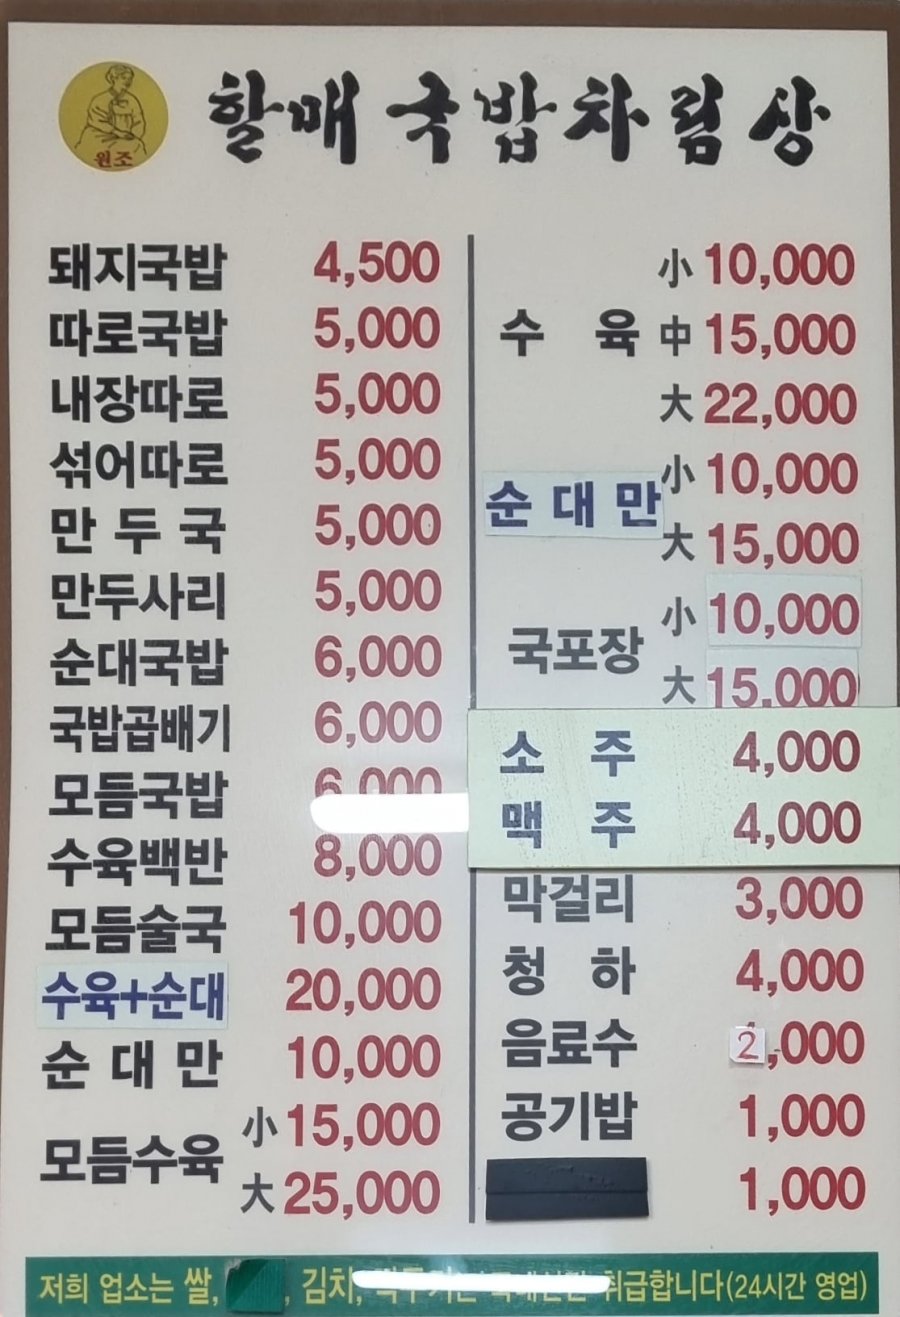 원조
할매국밥차림상
돼지국밥 4,500
따로국밥 5,000
내장따로 5,000
섞어따로 5,000
만두국 5,000
만두사리 5,000
순대국밥 6,000
국밥곱배기 6,000
모듬국밥 6,000
수육백반 8,000
모듬술국 10,000
수육+순대 20,000
순대만 10,000
모듬수육 小 15,000
大 25,000
수육 小 10,000
中 15,000
大 22,000
순대만 小 10,000
大 15,000
국포장 小 10,000
大 15,000
소주 4,000
맥주 4,000
막걸리 3,000
청하 4,000
음료수 2,000
공기밥 1,000
1,000
저희 업소는 쌀, 김치, 취급합니다(24시간 영업)